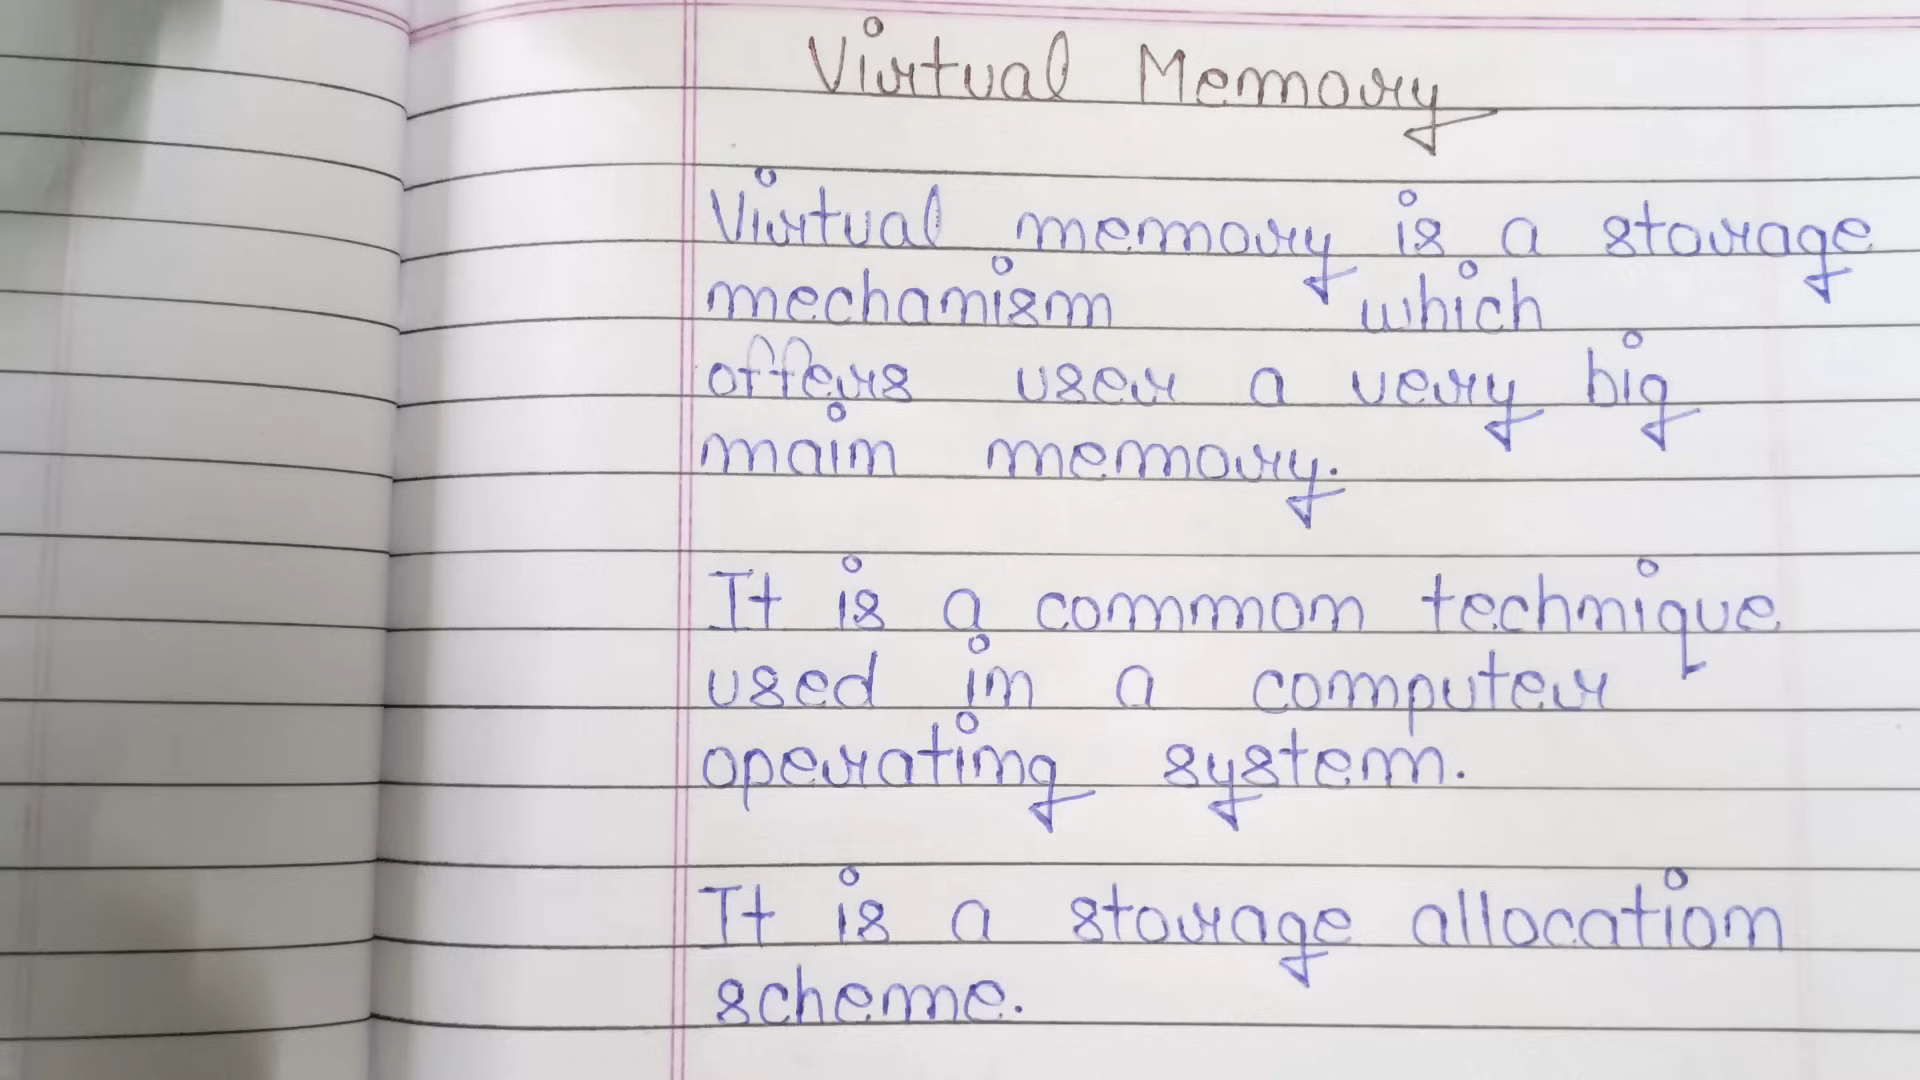 Virtual Memory
Virtual memory is a storage
mechanism which
offers user a very big
main memory.
It is a common technique
used in a computer
operating system.
It is a storage allocation
scheme.